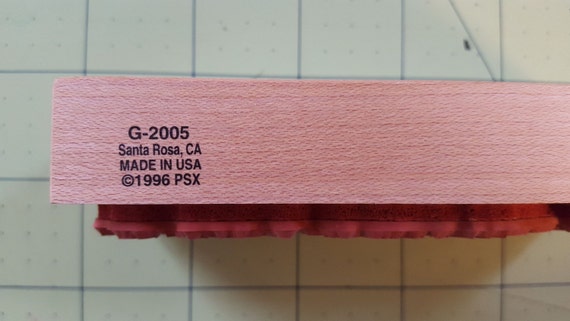 G-2005
Santa Rosa, CA
MADE IN USA
©1996 PSX